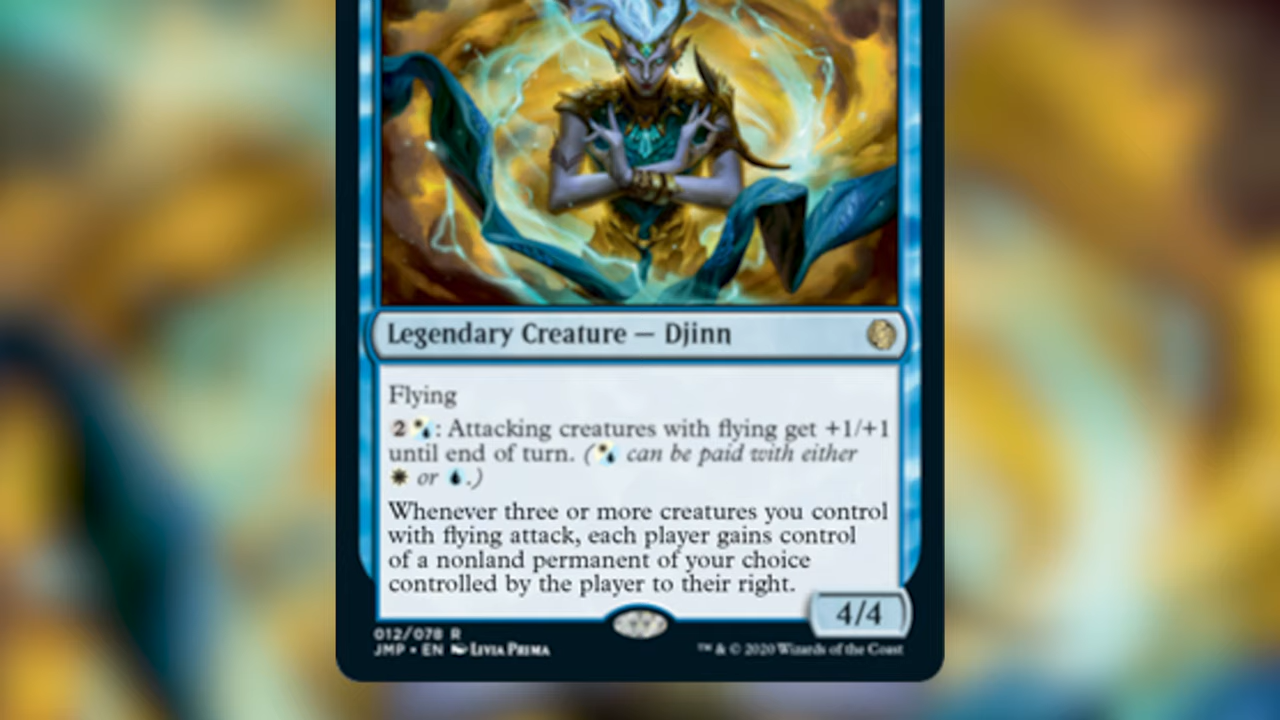 Legendary Creature — Djinn
Flying
2 : Attacking creatures with flying get +1/+1
until end of turn. ( can be paid with either
or .)
Whenever three or more creatures you control
with flying attack, each player gains control
of a nonland permanent of your choice
controlled by the player to their right.
4/4
012/078 R
JMP • EN LIVIA PRIMA
™ & © 2020 Wizards of the Coast